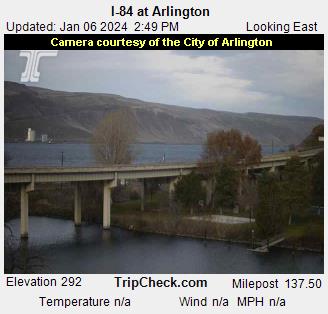 I-84 at Arlington
Updated: Jan 06 2024 2:49 PM Looking East
Camera courtesy of the City of Arlington
Elevation 292 TripCheck.com Milepost 137.50
Temperature n/a Wind n/a MPH n/a